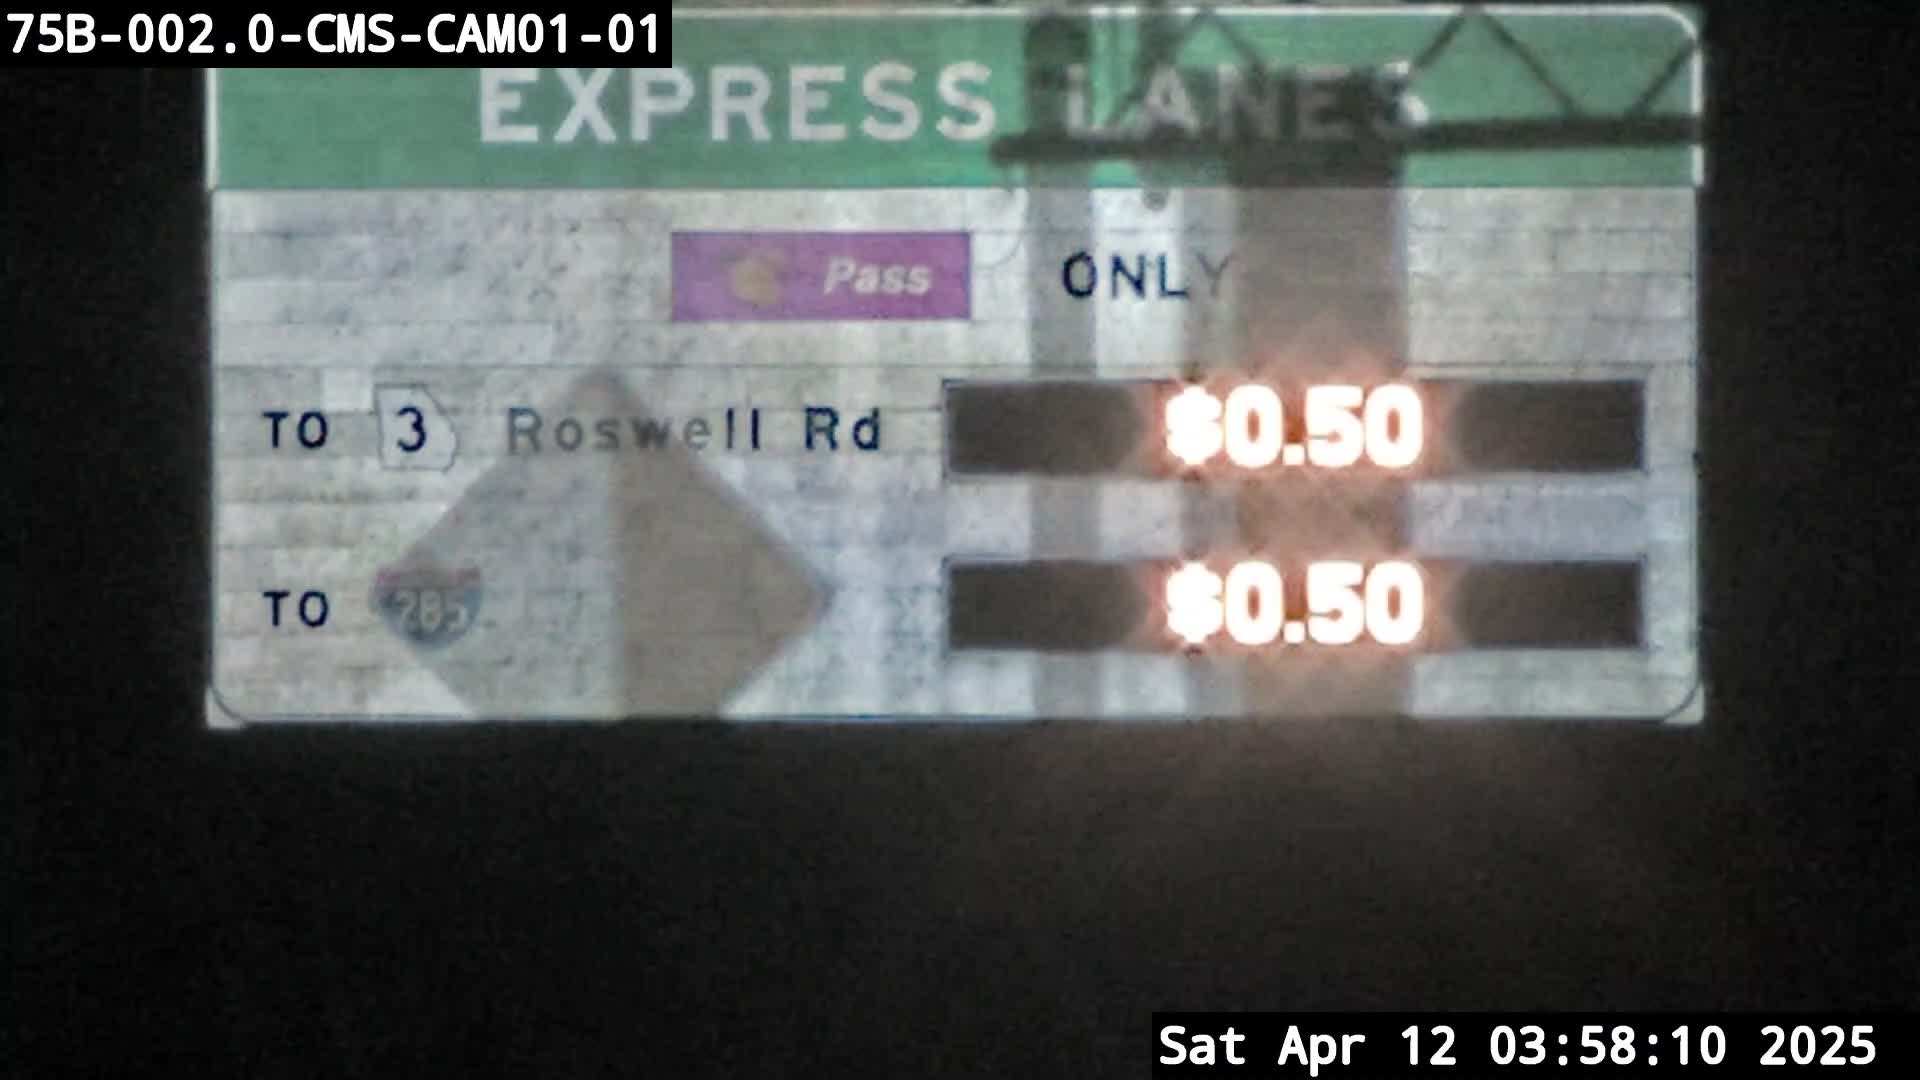 75B-002.0-CMS-CAM01-01
EXPRESS LANES
Pass ONLY
TO 3 Roswell Rd $0.50
TO 285 $0.50
Sat Apr 12 03:58:10 2025